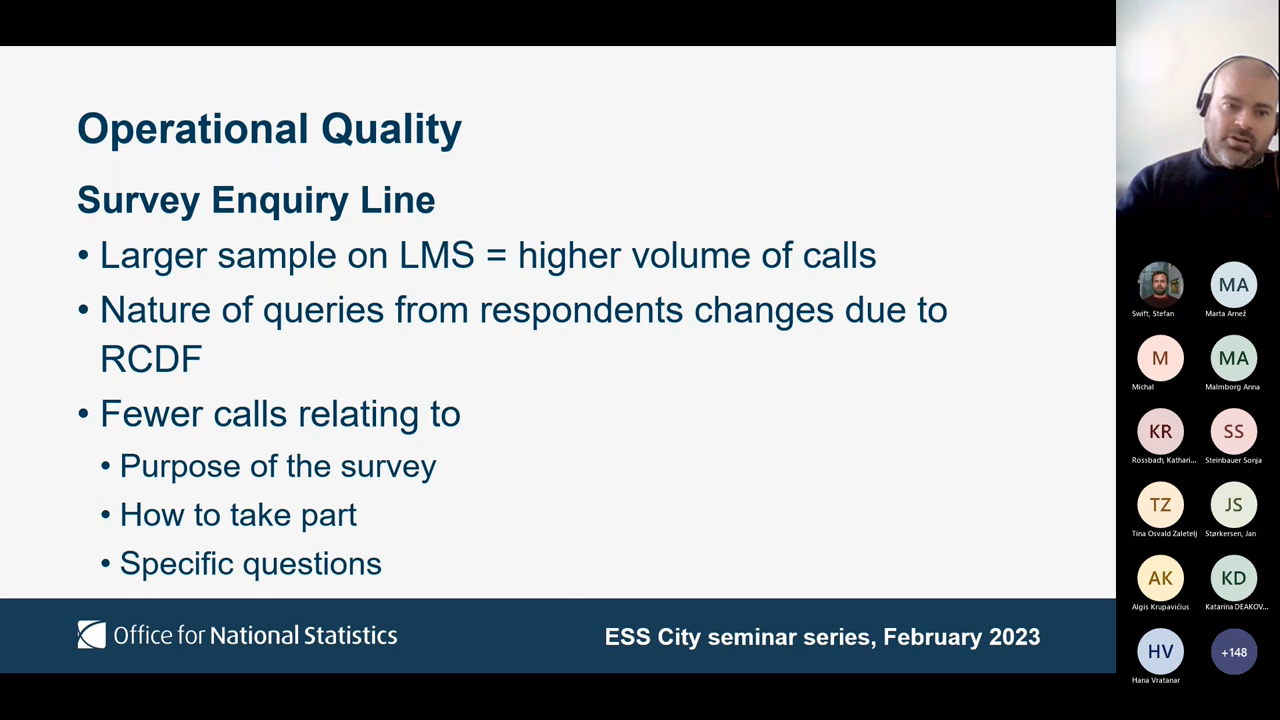 Operational Quality
Survey Enquiry Line
• Larger sample on LMS = higher volume of calls
• Nature of queries from respondents changes due to
RCDF
• Fewer calls relating to
• Purpose of the survey
• How to take part
• Specific questions
Office for National Statistics
ESS City seminar series, February 2023
Swift, Stefan
MA
Marta Arnež
M
Michal
MA
Malmborg Anna
KR
Rossbach, Kathari...
SS
Steinbauer Sonja
TZ
Tina Osvald Zaletelj
JS
Størkersen, Jan
AK
Algis Krupavičius
KD
Katarina DEAKOV...
HV
Hana Vratanar
+148